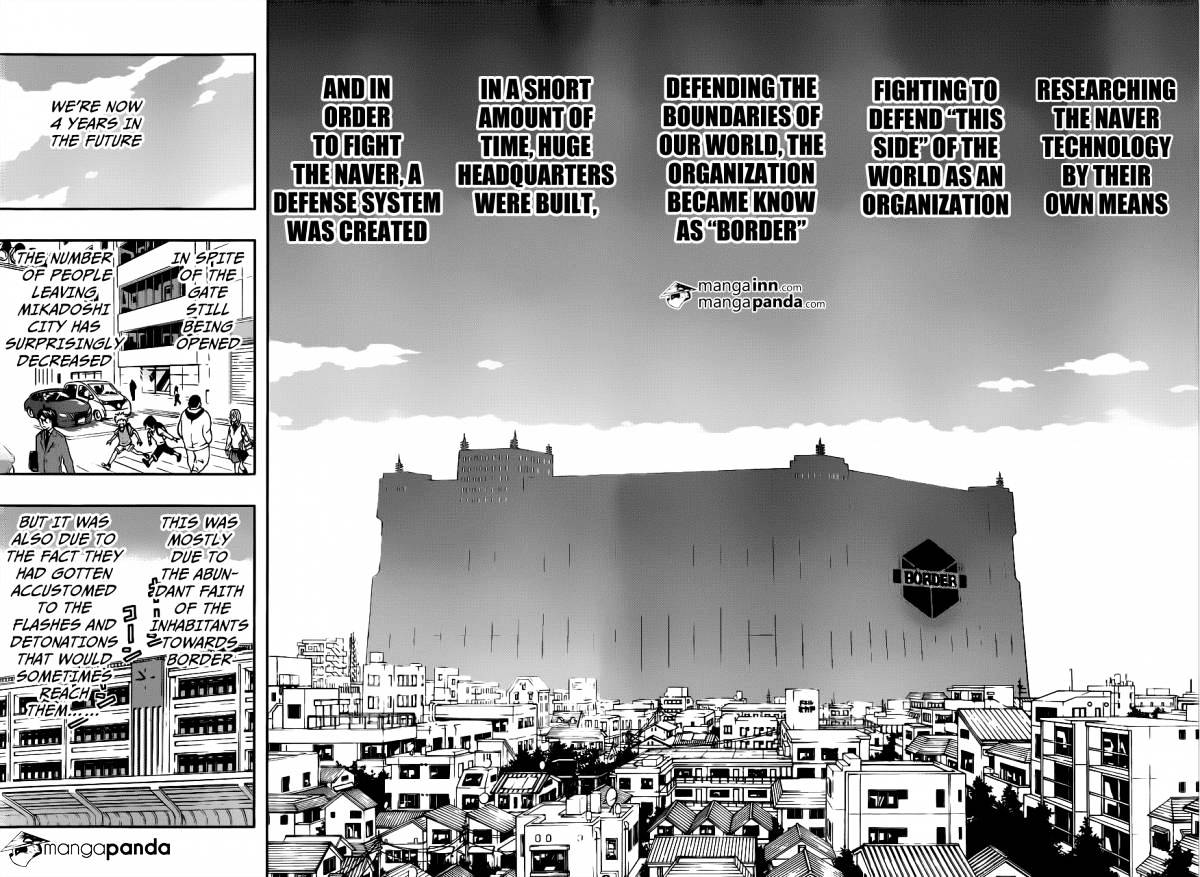 RESEARCHING
THE NAVER
TECHNOLOGY
BY THEIR
OWN MEANS
FIGHTING TO
DEFEND "THIS
SIDE" OF THE
WORLD AS AN
ORGANIZATION
DEFENDING THE
BOUNDARIES OF
OUR WORLD, THE
ORGANIZATION
BECAME KNOW
AS "BORDER"
IN A SHORT
AMOUNT OF
TIME, HUGE
HEADQUARTERS
WERE BUILT,
AND IN
ORDER
TO FIGHT
THE NAVER, A
DEFENSE SYSTEM
WAS CREATED
mangainn.com
mangapanda.com
BORDER
WE'RE NOW
4 YEARS IN
THE FUTURE
IN SPITE
OF THE
GATE
STILL
BEING
OPENED
THE NUMBER
OF PEOPLE
LEAVING
MIKADOSHI
CITY HAS
SURPRISINGLY
DECREASED
THIS WAS
MOSTLY
DUE TO
THE ABUN-
DANT FAITH
OF THE
INHABITANTS
TOWARDS
BORDER
BUT IT WAS
ALSO DUE TO
THE FACT THEY
HAD GOTTEN
ACCUSTOMED
TO THE
FLASHES AND
DETONATIONS
THAT WOULD
SOMETIMES
REACH
THEM......
mangapanda